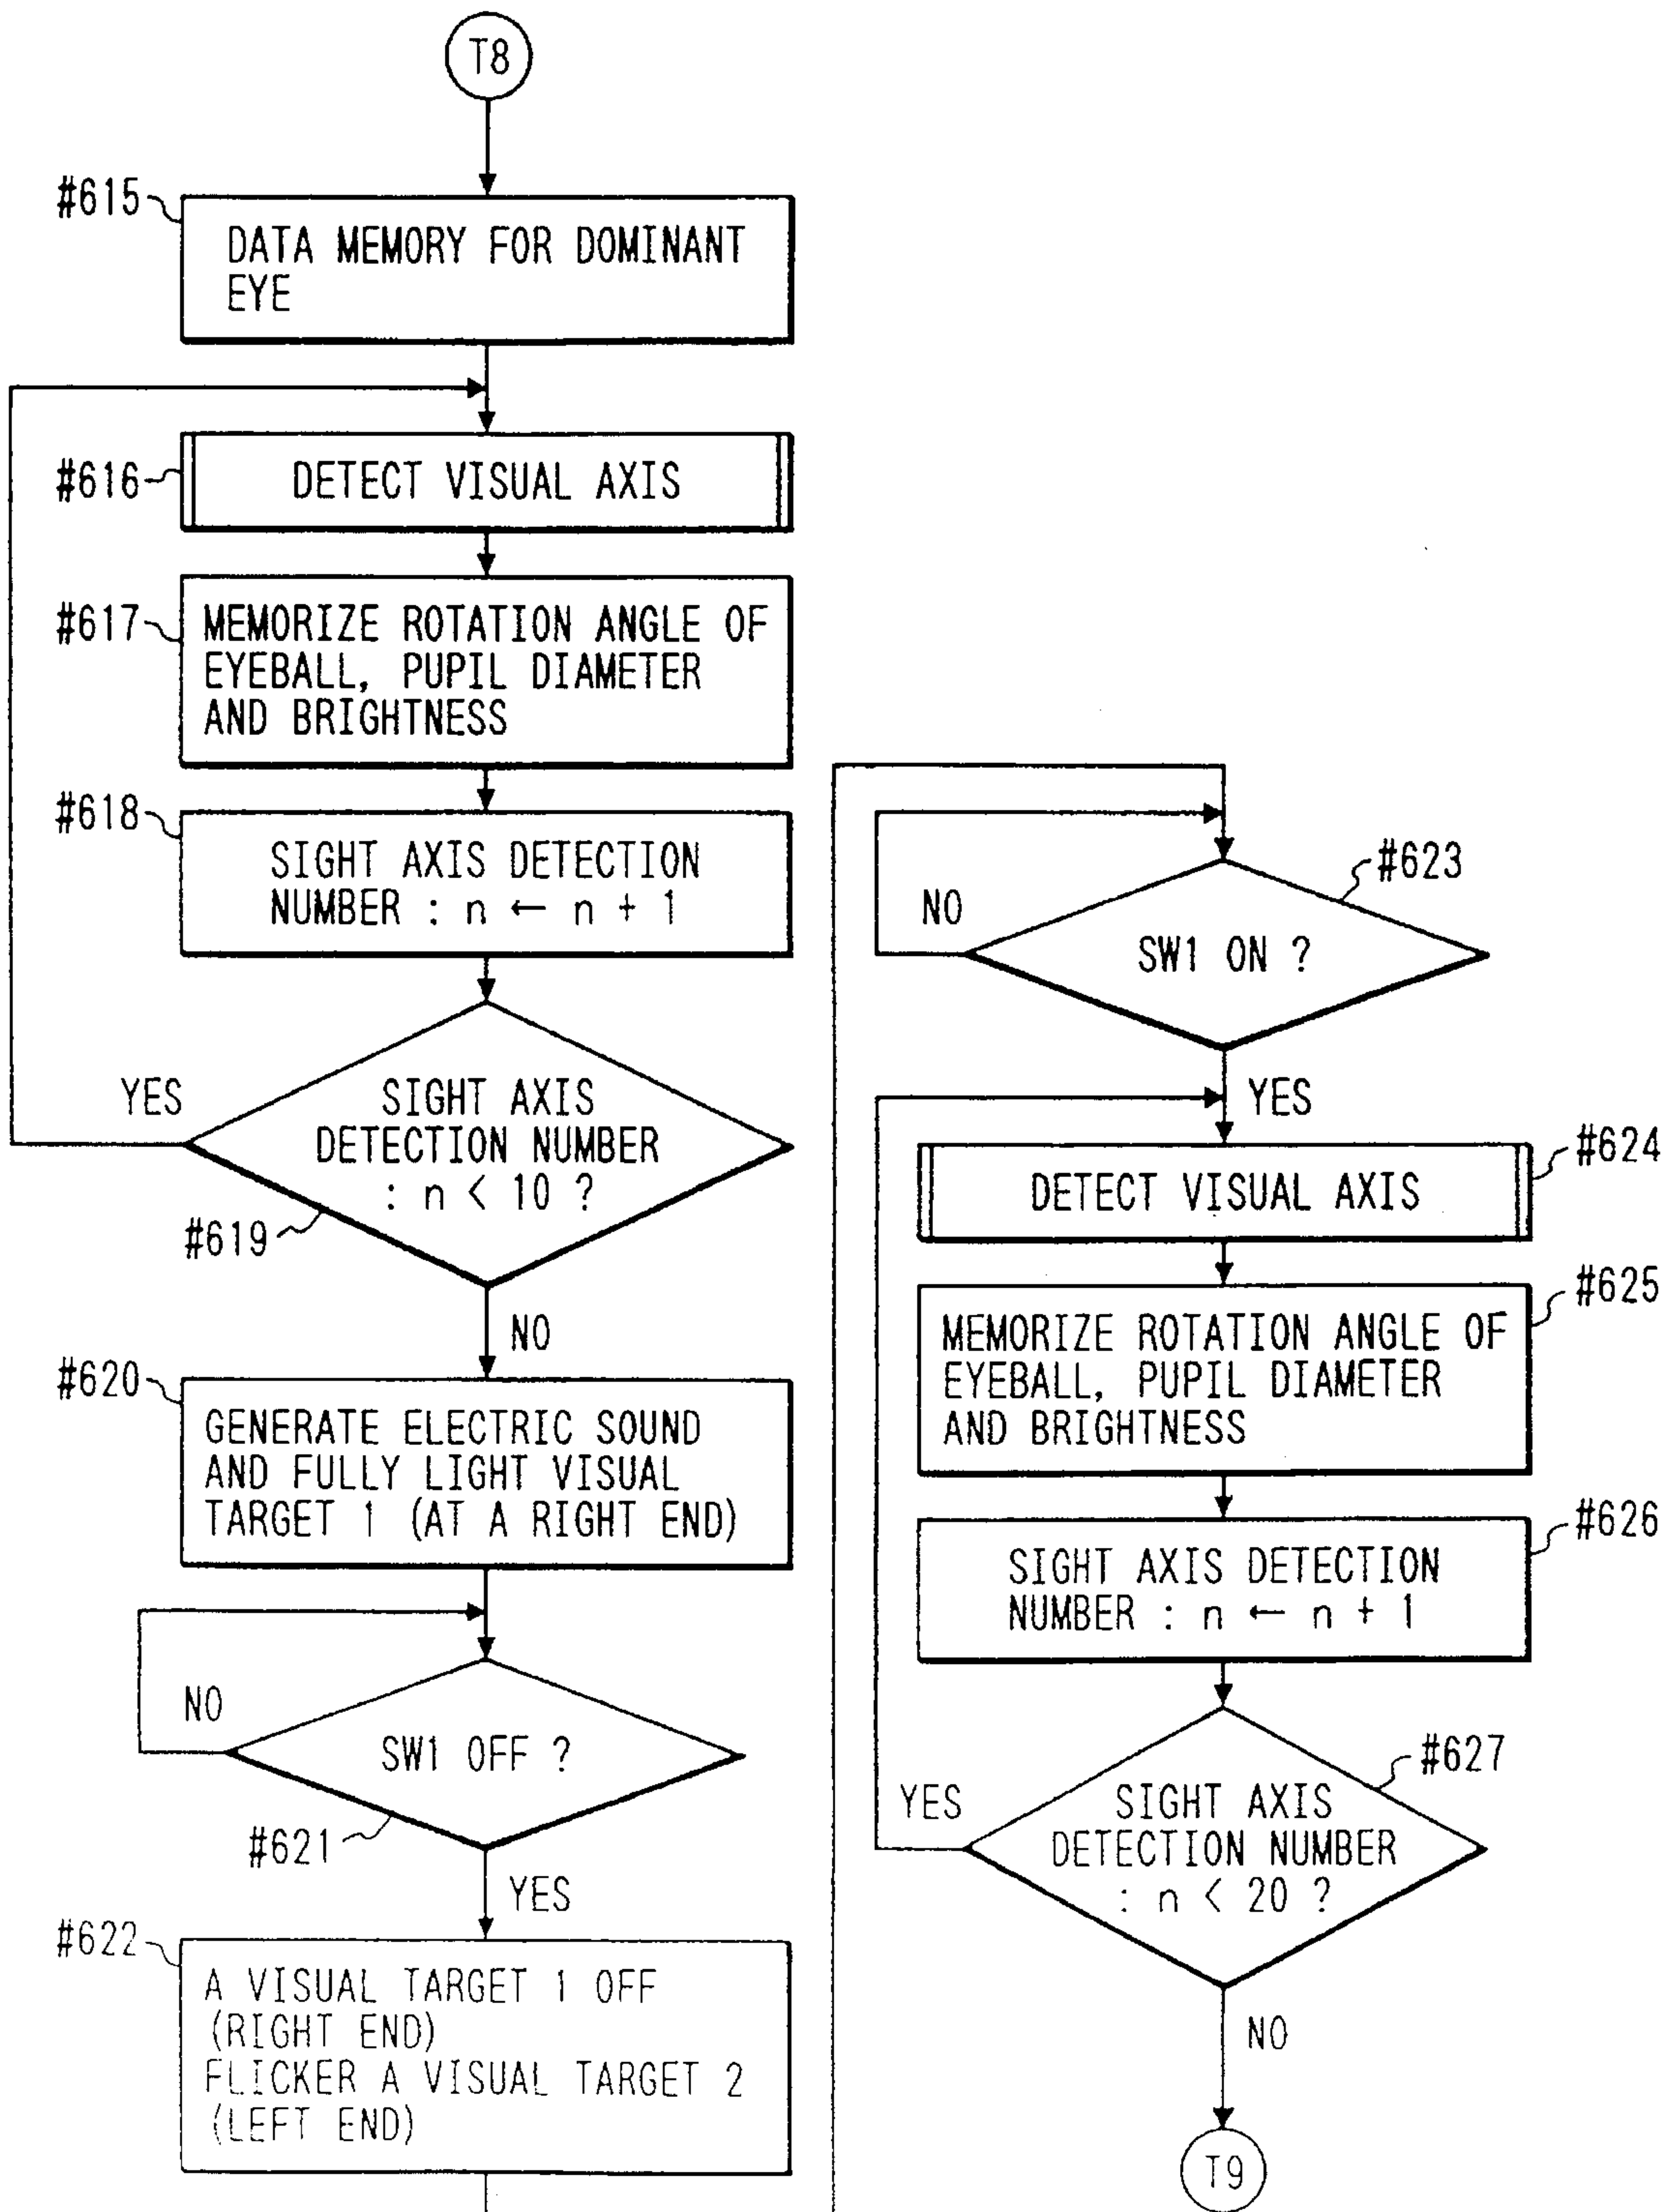 T8
#615
DATA MEMORY FOR DOMINANT
EYE
#616
DETECT VISUAL AXIS
#617
MEMORIZE ROTATION ANGLE OF
EYEBALL, PUPIL DIAMETER
AND BRIGHTNESS
#618
SIGHT AXIS DETECTION
NUMBER : n ← n + 1
YES
SIGHT AXIS
DETECTION NUMBER
: n < 10 ?
#619
NO
#620
GENERATE ELECTRIC SOUND
AND FULLY LIGHT VISUAL
TARGET 1 (AT A RIGHT END)
NO
SW1 OFF ?
#621
YES
#622
A VISUAL TARGET 1 OFF
(RIGHT END)
FLICKER A VISUAL TARGET 2
(LEFT END)
#623
NO
SW1 ON ?
YES
#624
DETECT VISUAL AXIS
#625
MEMORIZE ROTATION ANGLE OF
EYEBALL, PUPIL DIAMETER
AND BRIGHTNESS
#626
SIGHT AXIS DETECTION
NUMBER : n ← n + 1
#627
YES
SIGHT AXIS
DETECTION NUMBER
: n < 20 ?
NO
T9